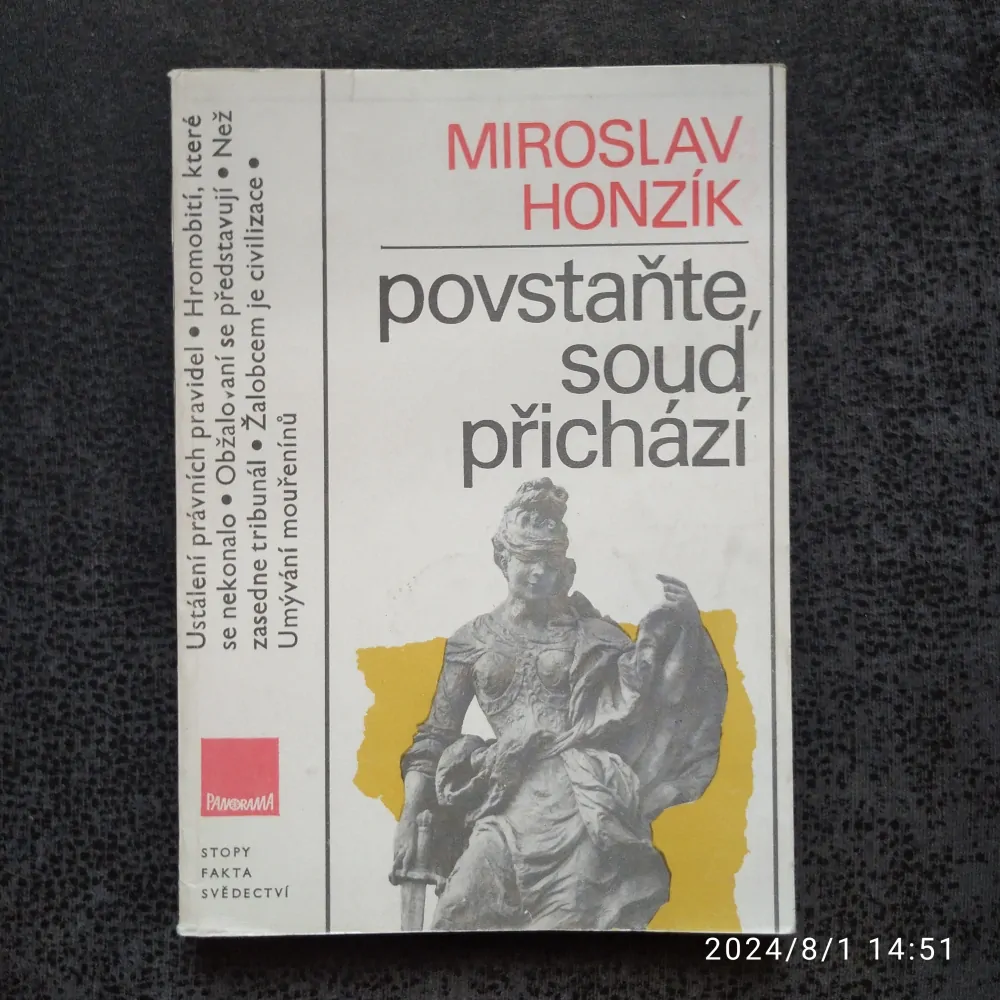 MIROSLAV
HONZÍK
povstaňte,
soud
přichází
Ustálení právních pravidel • Hromobití, které
se nekonalo • Obžalovaní se představují • Než
zasedne tribunál • Žalobcem je civilizace •
Umývání mouřenínů
PANORAMA
STOPY
FAKTA
SVĚDECTVÍ
2024/8/1 14:51